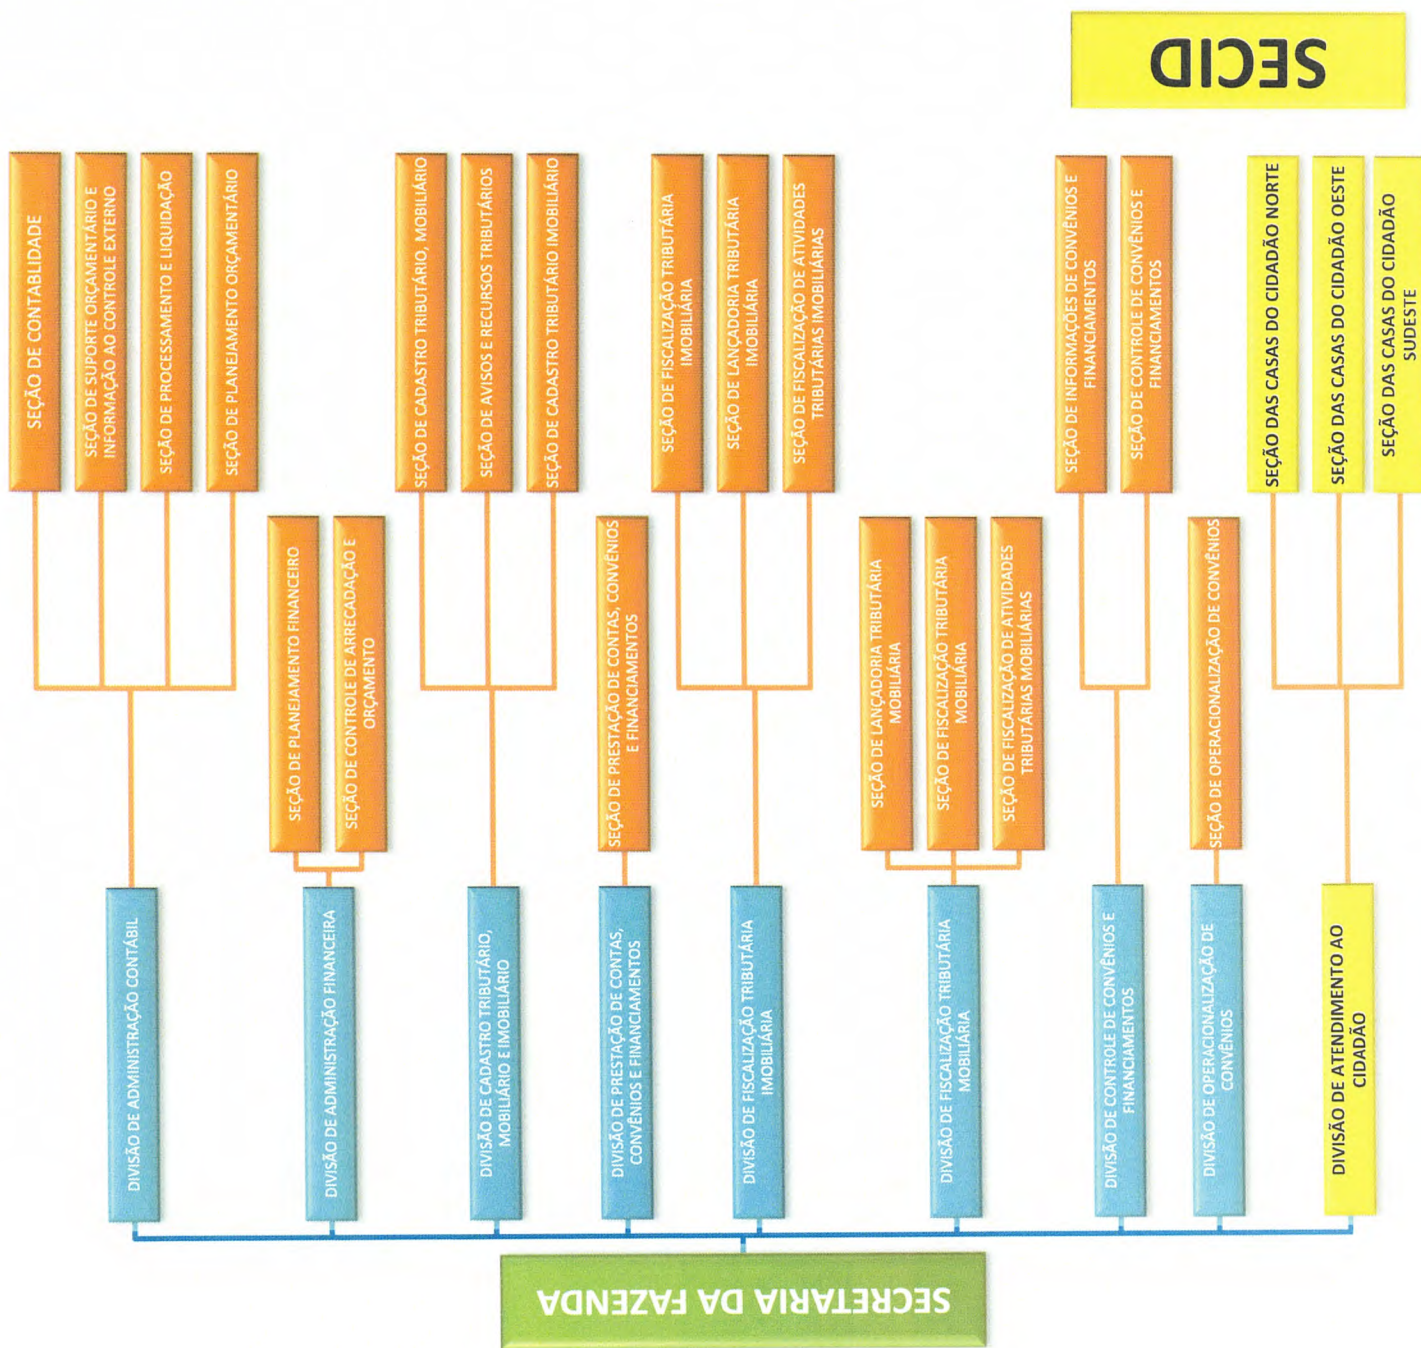 SECRETARIA DA FAZENDA
DIVISÃO DE ADMINISTRAÇÃO CONTÁBIL
SEÇÃO DE CONTABLIDADE
SEÇÃO DE SUPORTE ORÇAMENTÁRIO E
INFORMAÇÃO AO CONTROLE EXTERNO
SEÇÃO DE PROCESSAMENTO E LIQUIDAÇÃO
SEÇÃO DE PLANEJAMENTO ORÇAMENTÁRIO
DIVISÃO DE ADMINISTRAÇÃO FINANCEIRA
SEÇÃO DE PLANEJAMENTO FINANCEIRO
SEÇÃO DE CONTROLE DE ARRECADAÇÃO E
ORÇAMENTO
DIVISÃO DE CADASTRO TRIBUTÁRIO,
MOBILIÁRIO E IMOBILIÁRIO
SEÇÃO DE CADASTRO TRIBUTÁRIO, MOBILIÁRIO
SEÇÃO DE AVISOS E RECURSOS TRIBUTÁRIOS
SEÇÃO DE CADASTRO TRIBUTÁRIO IMOBILIÁRIO
DIVISÃO DE PRESTAÇÃO DE CONTAS,
CONVÊNIOS E FINANCIAMENTOS
SEÇÃO DE PRESTAÇÃO DE CONTAS, CONVÊNIOS
E FINANCIAMENTOS
DIVISÃO DE FISCALIZAÇÃO TRIBUTÁRIA
IMOBILIÁRIA
SEÇÃO DE FISCALIZAÇÃO TRIBUTÁRIA
IMOBILIÁRIA
SEÇÃO DE LANÇADORIA TRIBUTÁRIA
IMOBILIÁRIA
SEÇÃO DE FISCALIZAÇÃO DE ATIVIDADES
TRIBUTÁRIAS IMOBILIÁRIAS
DIVISÃO DE FISCALIZAÇÃO TRIBUTÁRIA
MOBILIÁRIA
SEÇÃO DE LANÇADORIA TRIBUTÁRIA
MOBILIÁRIA
SEÇÃO DE FISCALIZAÇÃO TRIBUTÁRIA
MOBILIÁRIA
SEÇÃO DE FISCALIZAÇÃO DE ATIVIDADES
TRIBUTÁRIAS MOBILIÁRIAS
DIVISÃO DE CONTROLE DE CONVÊNIOS E
FINANCIAMENTOS
SEÇÃO DE INFORMAÇÕES DE CONVÊNIOS E
FINANCIAMENTOS
SEÇÃO DE CONTROLE DE CONVÊNIOS E
FINANCIAMENTOS
DIVISÃO DE OPERACIONALIZAÇÃO DE
CONVÊNIOS
SEÇÃO DE OPERACIONALIZAÇÃO DE CONVÊNIOS
DIVISÃO DE ATENDIMENTO AO
CIDADÃO
SEÇÃO DAS CASAS DO CIDADÃO NORTE
SEÇÃO DAS CASAS DO CIDADÃO OESTE
SEÇÃO DAS CASAS DO CIDADÃO
SUDESTE
SECID